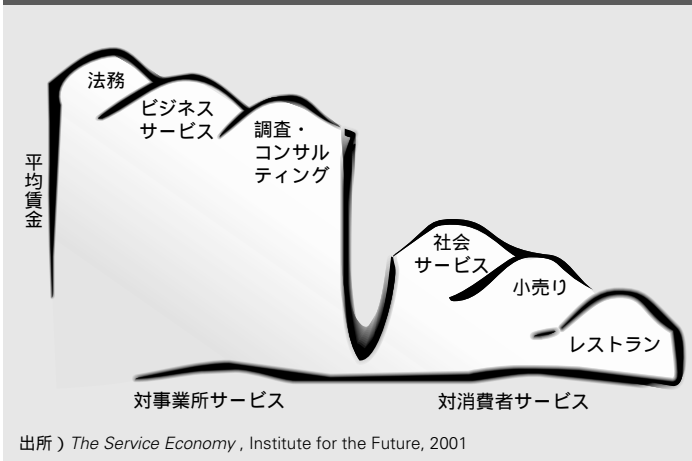 法務
ビジネス
サービス
調査・
コンサル
ティング
平均賃金
社会
サービス
小売り
レストラン
対事業所サービス
対消費者サービス
出所）The Service Economy , Institute for the Future, 2001